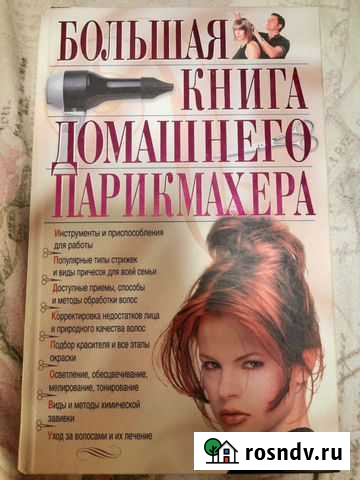 БОЛЬШАЯ
КНИГА
ДОМАШНЕГО
ПАРИКМАХЕРА
Инструменты и приспособления
для работы
Популярные типы стрижек
и виды причесок для всей семьи
Доступные приемы, способы
и методы обработки волос
Корректировка недостатков лица
и природного качества волос
Подбор красителя и все этапы
окраски
Осветление, обесцвечивание,
мелирование, тонирование
Виды и методы химической
завивки
Уход за волосами и их лечение
rosndv.ru